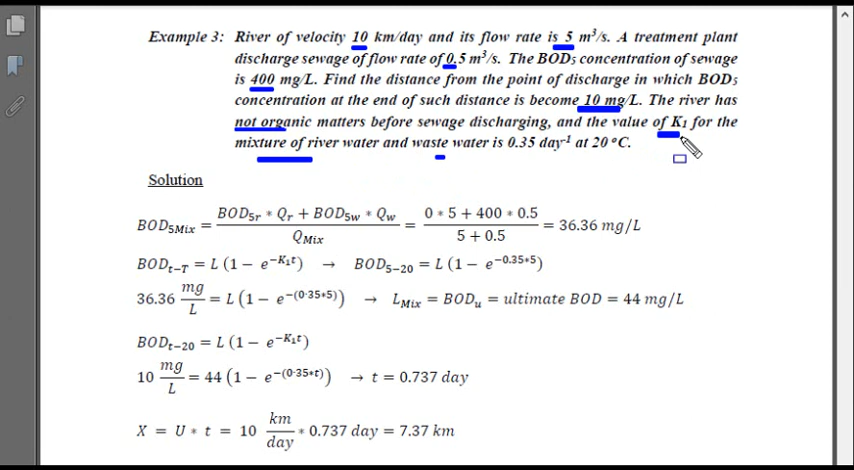 Example 3: River of velocity 10 km/day and its flow rate is 5 m³/s. A treatment plant
discharge sewage of flow rate of 0.5 m³/s. The BOD₅ concentration of sewage
is 400 mg/L. Find the distance from the point of discharge in which BOD₅
concentration at the end of such distance is become 10 mg/L. The river has
not organic matters before sewage discharging, and the value of K₁ for the
mixture of river water and waste water is 0.35 day⁻¹ at 20 °C.
Solution
BOD₅Mix = (BOD₅r * Qr + BOD₅w * Qw) / QMix = (0 * 5 + 400 * 0.5) / (5 + 0.5) = 36.36 mg/L
BODt−T = L (1 − e^−K₁t) → BOD₅−20 = L (1 − e^−0.35*5)
36.36 mg/L = L (1 − e^−(0.35*5)) → LMix = BODu = ultimate BOD = 44 mg/L
BODt−20 = L (1 − e^−K₁t)
10 mg/L = 44 (1 − e^−(0.35*t)) → t = 0.737 day
X = U * t = 10 km/day * 0.737 day = 7.37 km